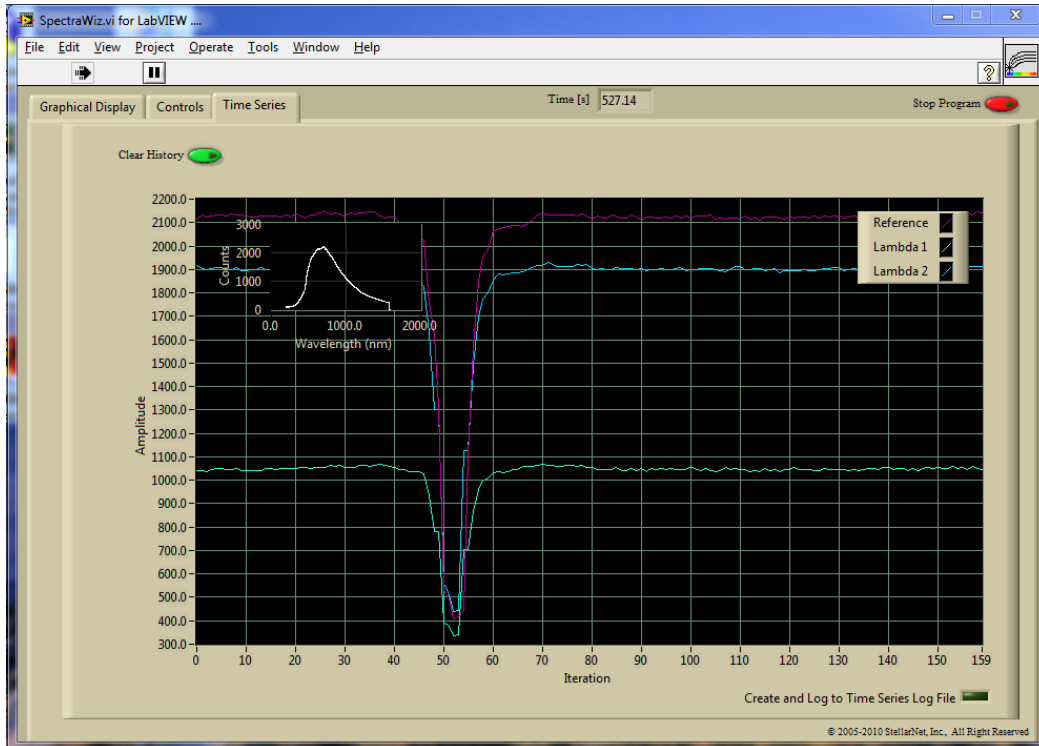 SpectraWiz.vi for LabVIEW ....
File Edit View Project Operate Tools Window Help
Graphical Display Controls Time Series
Time [s] 527.14
Stop Program
Clear History
2200.0
2100.0
2000.0
1900.0
1800.0
1700.0
1600.0
1500.0
1400.0
1300.0
1200.0
1100.0
1000.0
900.0
800.0
700.0
600.0
500.0
400.0
300.0
Amplitude
0 10 20 30 40 50 60 70 80 90 100 110 120 130 140 150 159
Iteration
3000
2000
1000
0
Counts
0.0 1000.0 2000.0
Wavelength (nm)
Reference
Lambda 1
Lambda 2
Create and Log to Time Series Log File
© 2005-2010 StellarNet, Inc., All Right Reserved